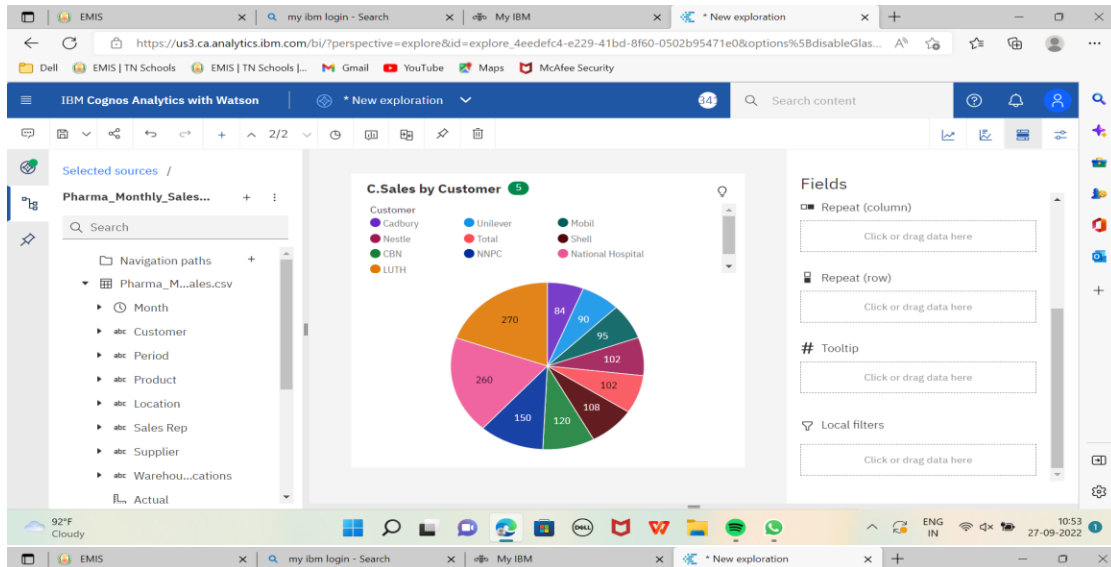 EMIS
my ibm login - Search
My IBM
* New exploration
https://us3.ca.analytics.ibm.com/bi/?perspective=explore&id=explore_4eedefc4-e229-41bd-8f60-0502b95471e0&options%5BdisableGlas...
Dell EMIS | TN Schools EMIS | TN Schools |... Gmail YouTube Maps McAfee Security
IBM Cognos Analytics with Watson
* New exploration
Search content
2/2
Selected sources /
Pharma_Monthly_Sales...
Search
Navigation paths
Pharma_M...ales.csv
Month
abc Customer
abc Period
abc Product
abc Location
abc Sales Rep
abc Supplier
abc Warehou...cations
Actual
C.Sales by Customer 5
Customer
Cadbury Unilever Mobil
Nestle Total Shell
CBN NNPC National Hospital
LUTH
270
84
90
95
102
102
108
120
150
260
Fields
Repeat (column)
Click or drag data here
Repeat (row)
Click or drag data here
# Tooltip
Click or drag data here
Local filters
Click or drag data here
92°F
Cloudy
ENG
IN
10:53
27-09-2022
1
EMIS
my ibm login - Search
My IBM
* New exploration